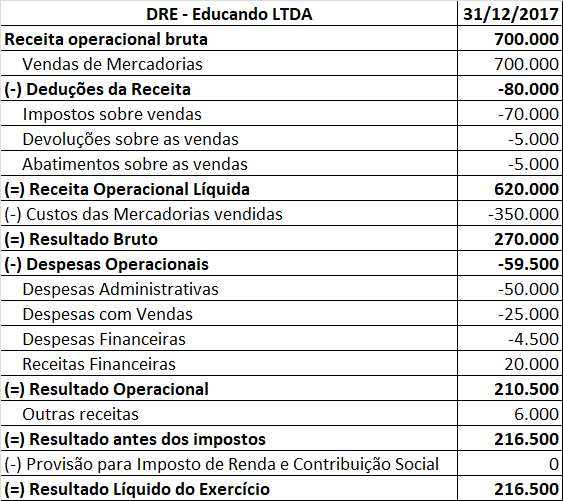 DRE - Educando LTDA 31/12/2017
Receita operacional bruta 700.000
Vendas de Mercadorias 700.000
(-) Deduções da Receita -80.000
Impostos sobre vendas -70.000
Devoluções sobre as vendas -5.000
Abatimentos sobre as vendas -5.000
(=) Receita Operacional Líquida 620.000
(-) Custos das Mercadorias vendidas -350.000
(=) Resultado Bruto 270.000
(-) Despesas Operacionais -59.500
Despesas Administrativas -50.000
Despesas com Vendas -25.000
Despesas Financeiras -4.500
Receitas Financeiras 20.000
(=) Resultado Operacional 210.500
Outras receitas 6.000
(=) Resultado antes dos impostos 216.500
(-) Provisão para Imposto de Renda e Contribuição Social 0
(=) Resultado Líquido do Exercício 216.500